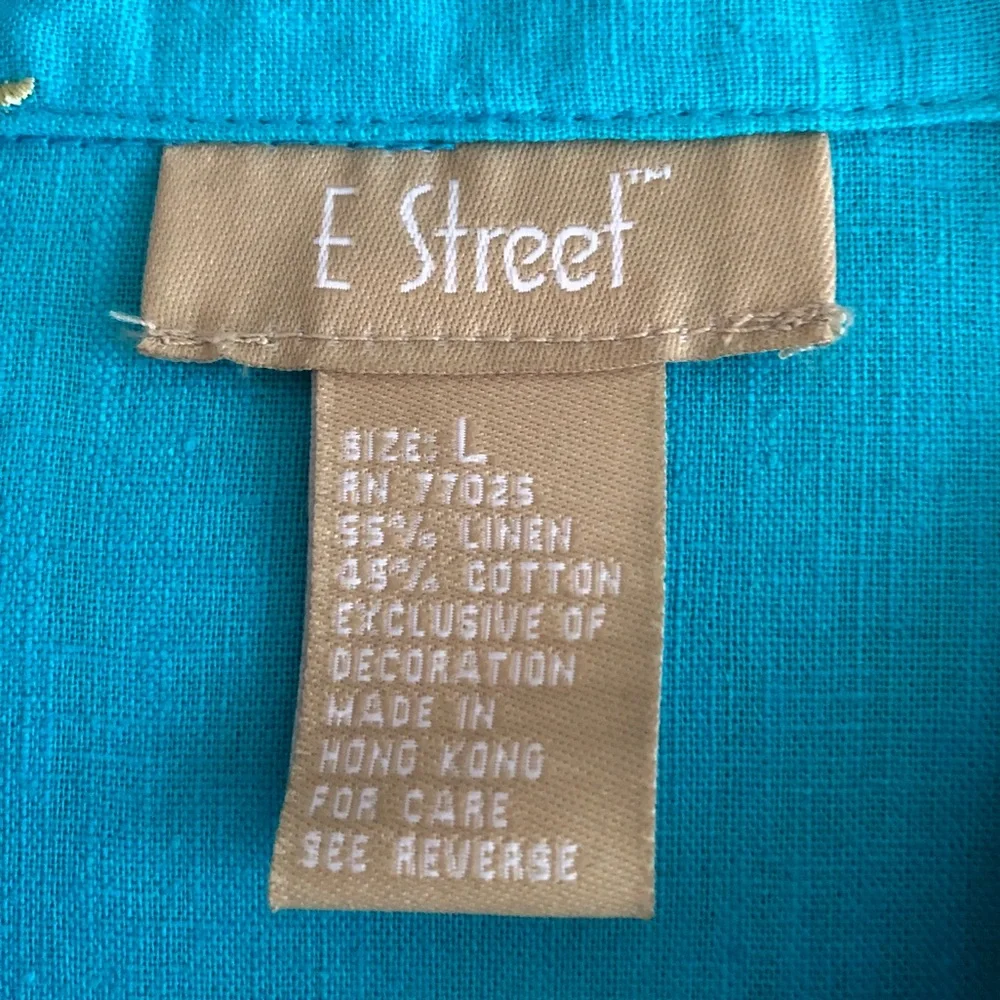 E Street™
SIZE: L
RN 77025
55% LINEN
45% COTTON
EXCLUSIVE OF
DECORATION
MADE IN
HONG KONG
FOR CARE
SEE REVERSE